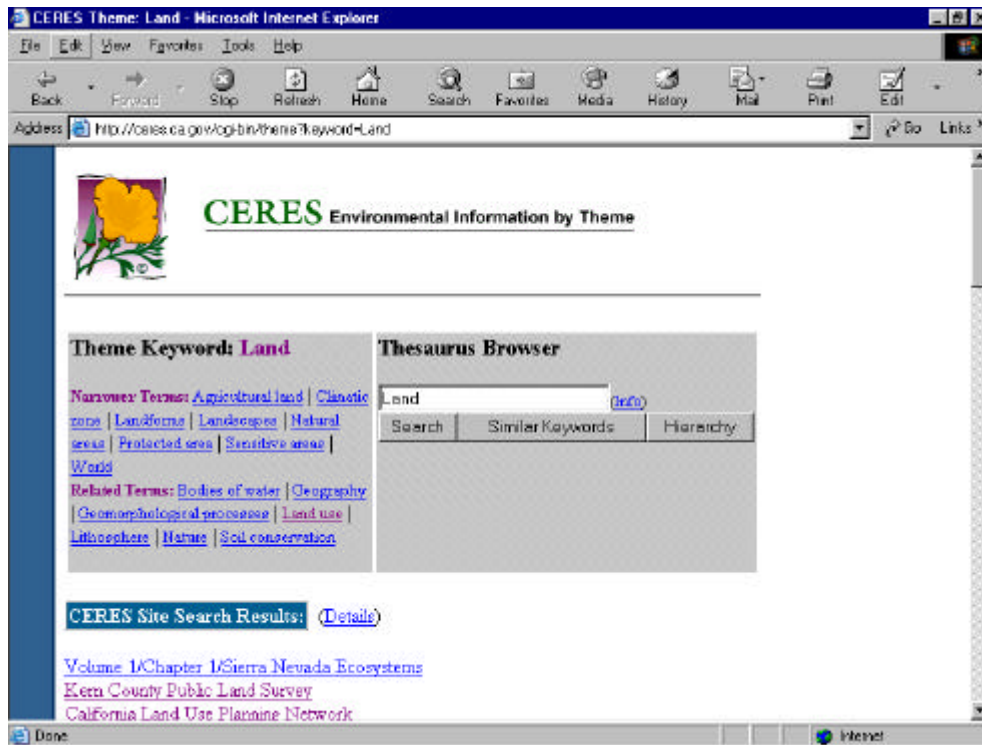 CERES Theme: Land - Microsoft Internet Explorer
File Edit View Favorites Tools Help
Back Forward Stop Refresh Home Search Favorites Media History Mail Print Edit
Address http://ceres.ca.gov/cgi-bin/theme?keyword=Land Go Links
CERES Environmental Information by Theme
Theme Keyword: Land
Narrower Terms: Agricultural land | Climatic
zone | Landforms | Landscapes | Natural
areas | Protected area | Sensitive areas |
World
Related Terms: Bodies of water | Geography
| Geomorphological processes | Land use |
Lithosphere | Nature | Soil conservation
Thesaurus Browser
Land (Info)
Search Similar Keywords Hierarchy
CERES Site Search Results: (Details)
Volume 1/Chapter 1/Sierra Nevada Ecosystems
Kern County Public Land Survey
California Land Use Planning Network
Done Internet